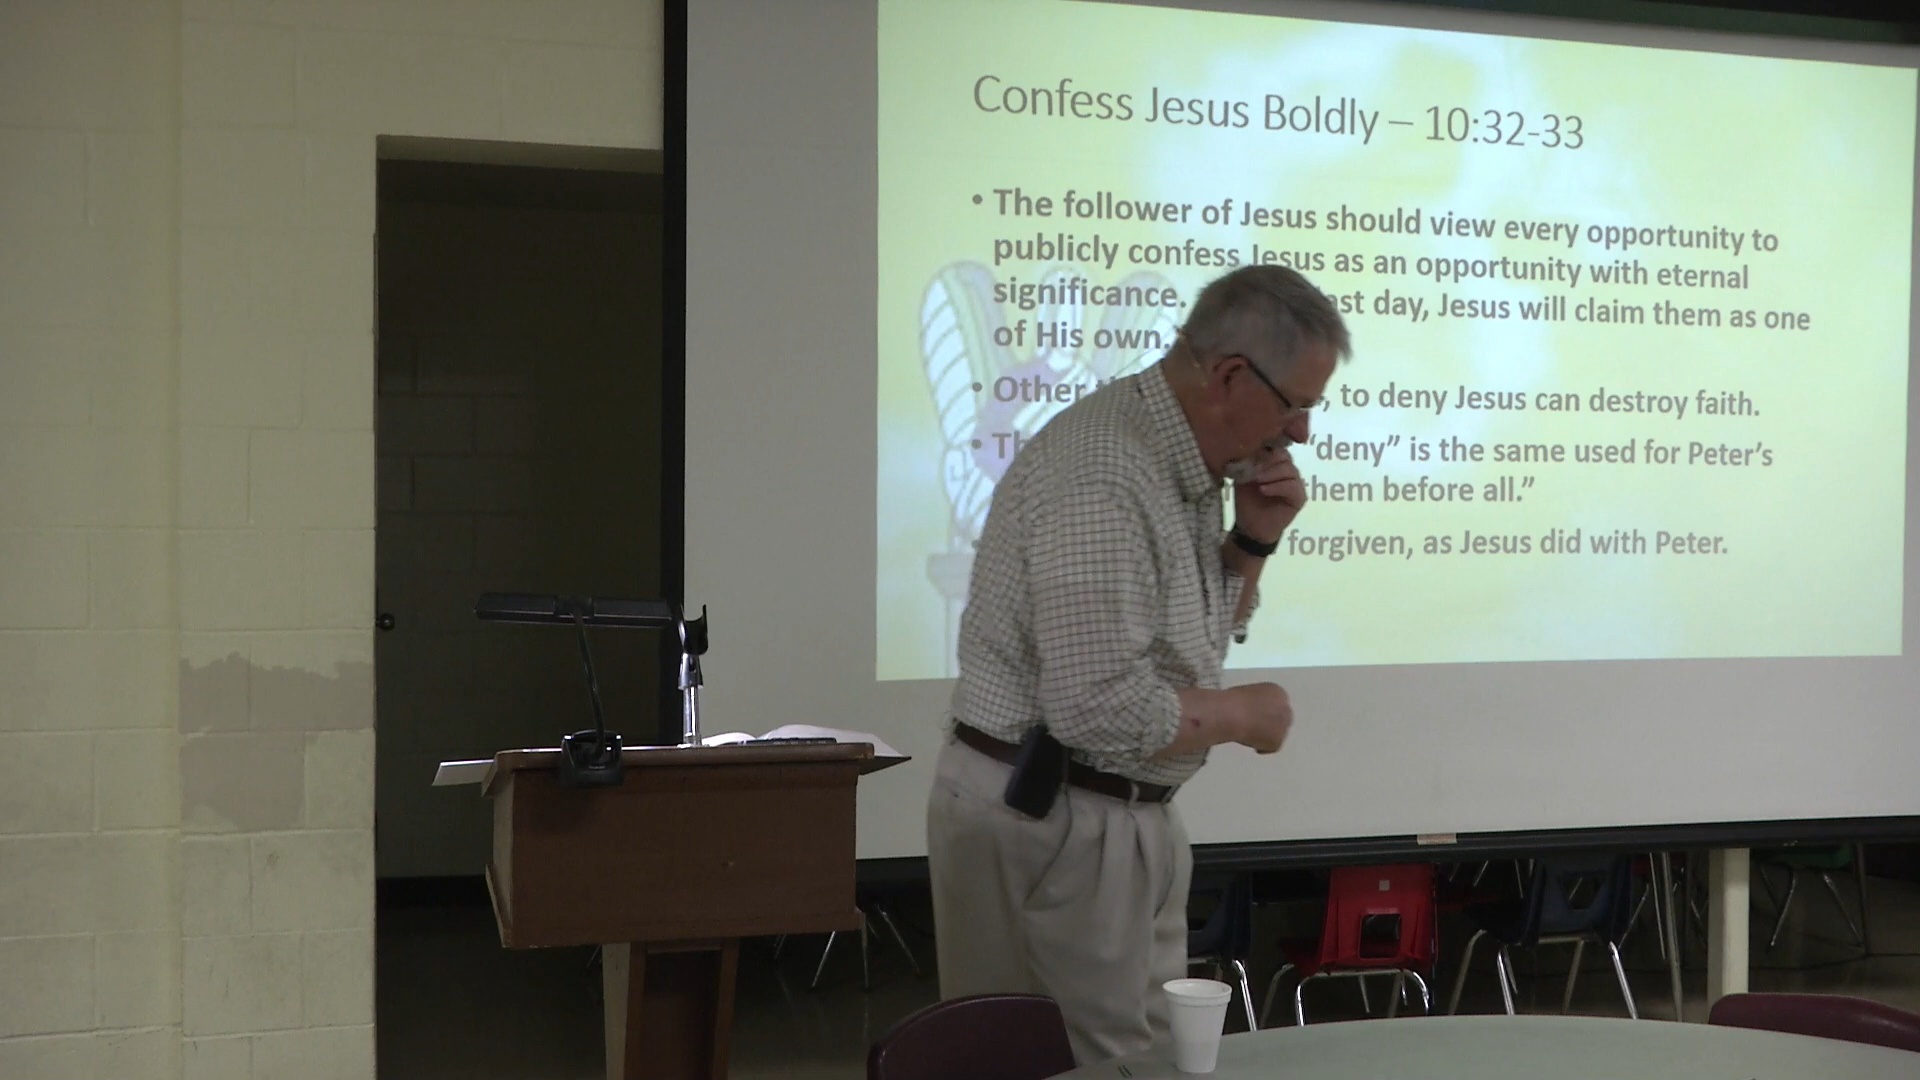 Confess Jesus Boldly – 10:32-33
• The follower of Jesus should view every opportunity to
publicly confess Jesus as an opportunity with eternal
significance. day, Jesus will claim them as one
of His own.
• Other to deny Jesus can destroy faith.
• "deny" is the same used for Peter's
them before all."
forgiven, as Jesus did with Peter.